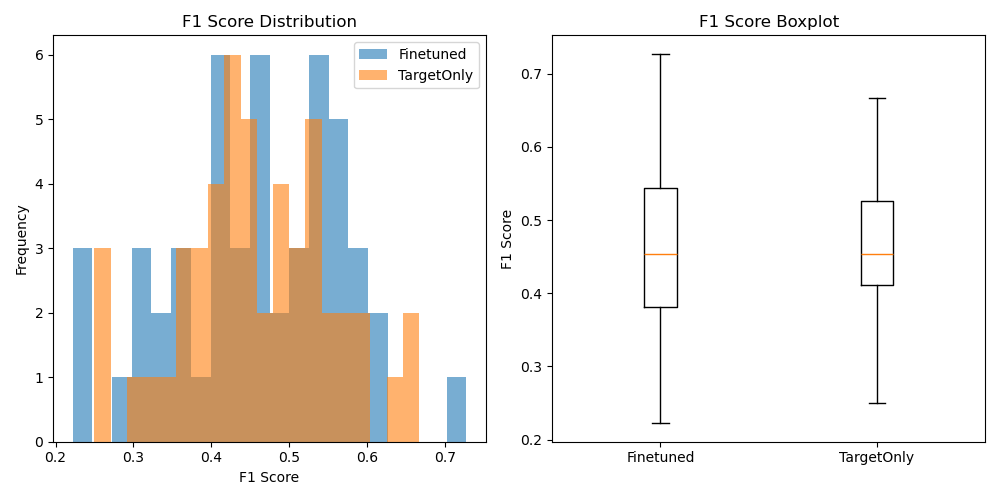 F1 Score Distribution
Frequency
6
5
4
3
2
1
0
0.2 0.3 0.4 0.5 0.6 0.7
F1 Score
Finetuned
TargetOnly
F1 Score Boxplot
F1 Score
0.7
0.6
0.5
0.4
0.3
0.2
Finetuned TargetOnly